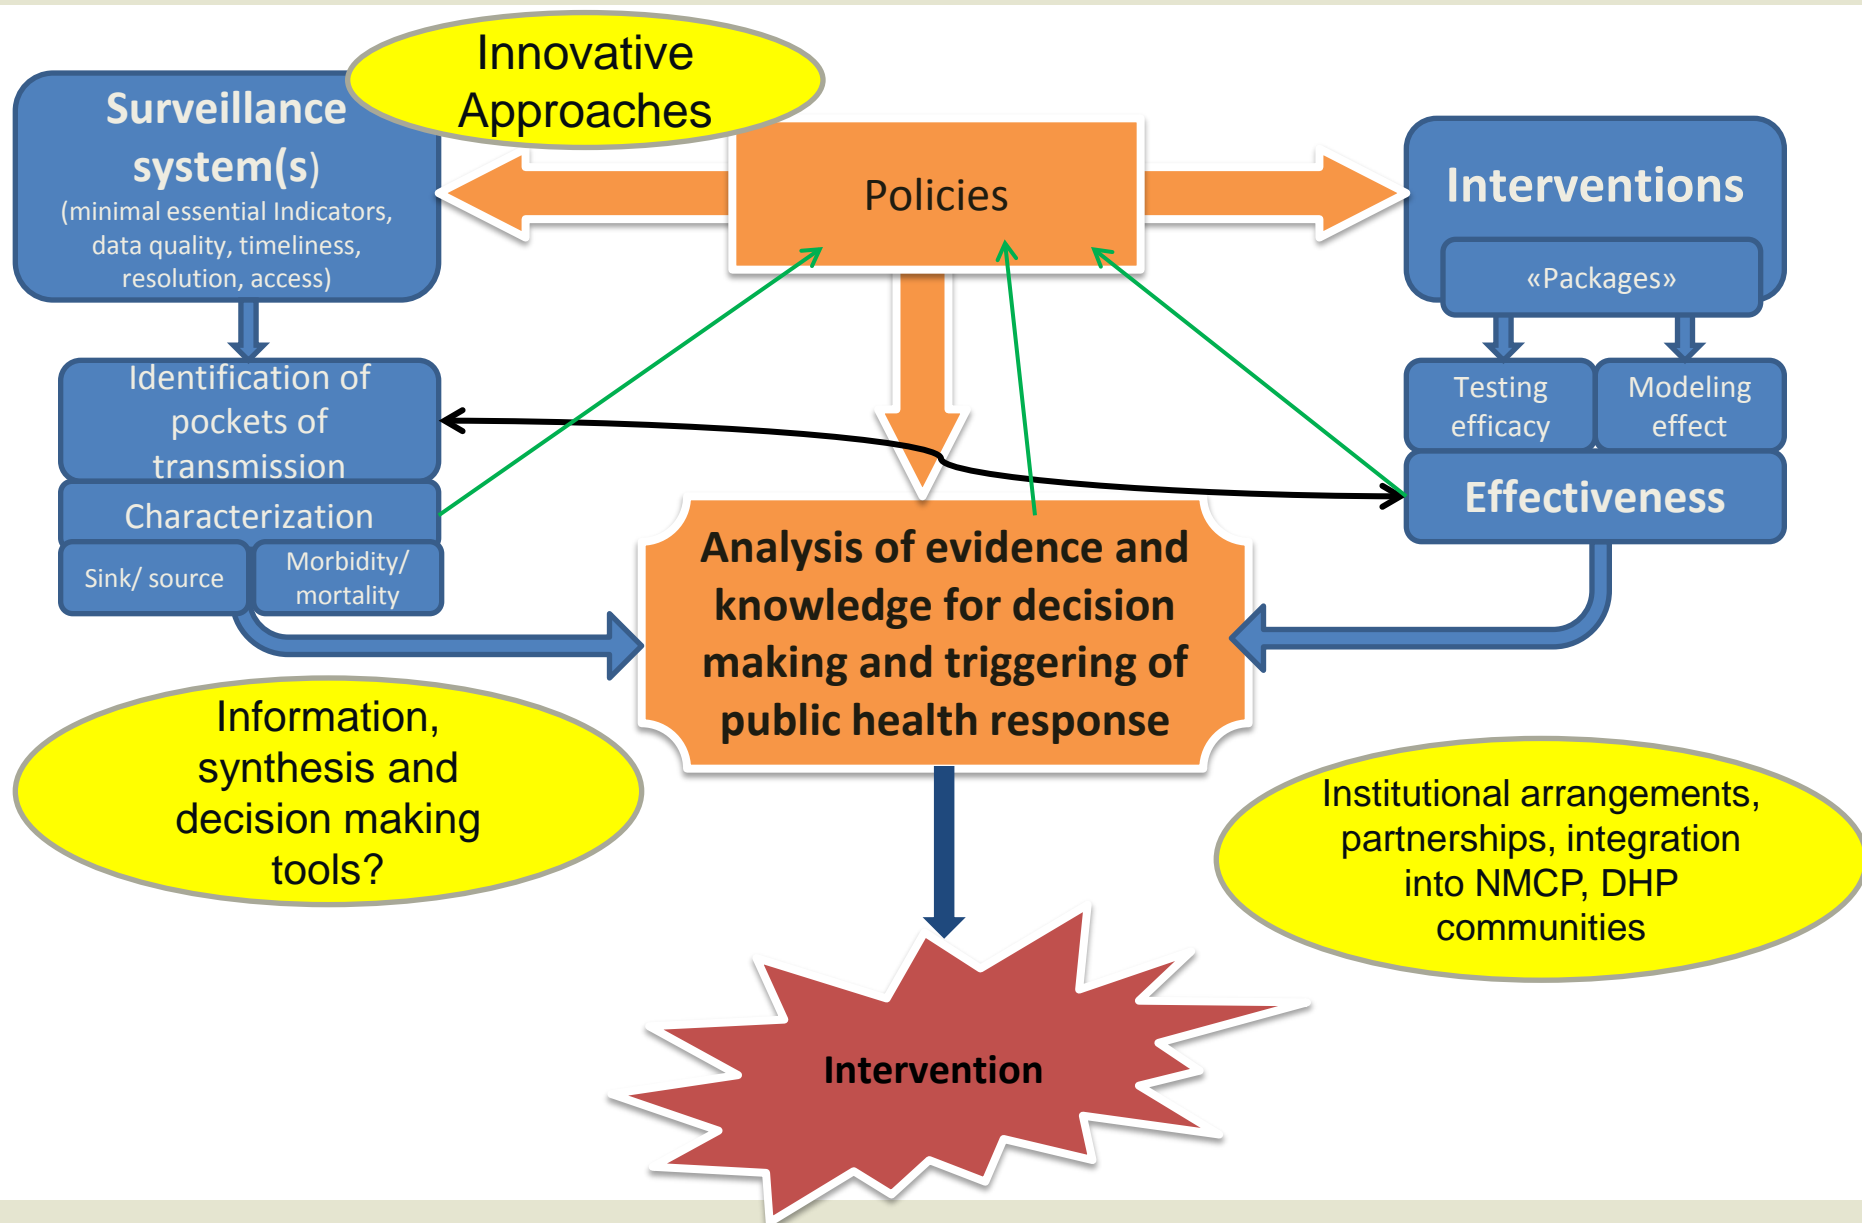 Innovative
Approaches
Surveillance
system(s)
(minimal essential Indicators,
data quality, timeliness,
resolution, access)
Policies
Interventions
«Packages»
Identification of
pockets of
transmission
Characterization
Sink/ source
Morbidity/
mortality
Testing
efficacy
Modeling
effect
Effectiveness
Analysis of evidence and
knowledge for decision
making and triggering of
public health response
Information,
synthesis and
decision making
tools?
Institutional arrangements,
partnerships, integration
into NMCP, DHP
communities
Intervention